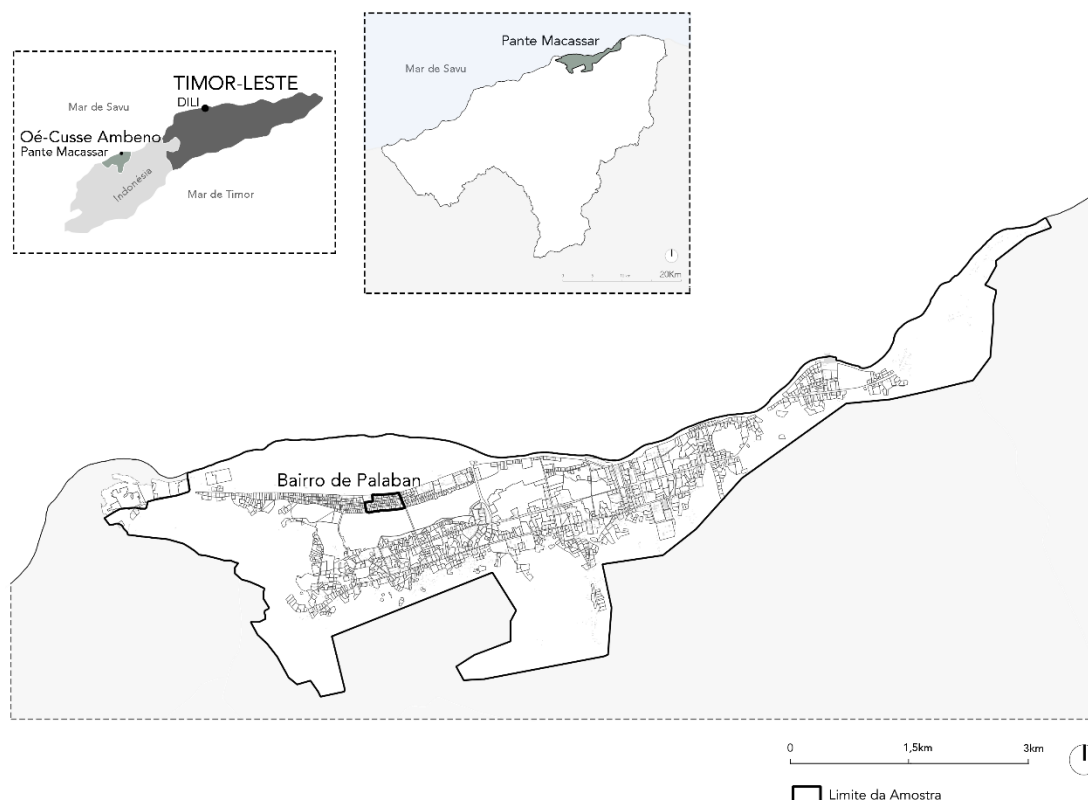 TIMOR-LESTE
DILI
Mar de Savu
Oé-Cusse Ambeno
Pante Macassar
Indonésia
Mar de Timor
Pante Macassar
Mar de Savu
20Km
Bairro de Palaban
0 1,5km 3km
Limite da Amostra